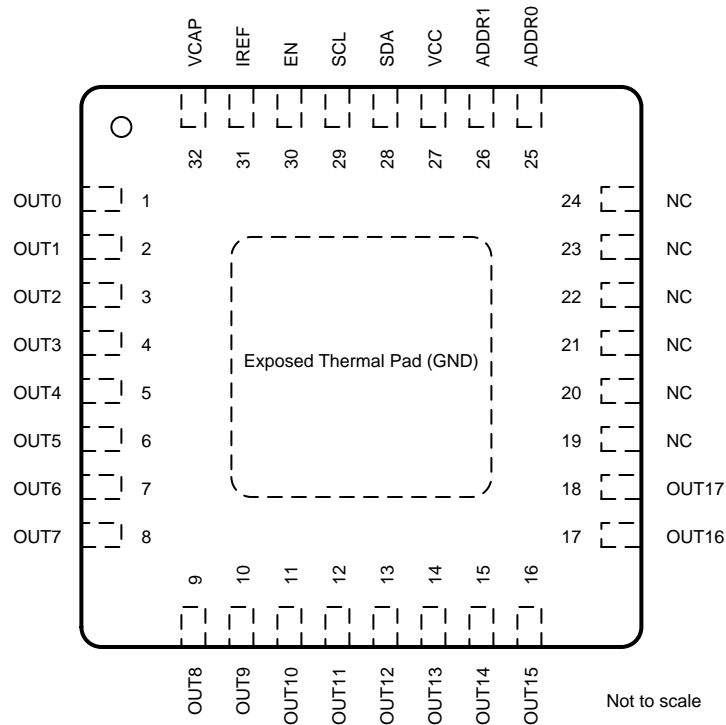 VCAP
IREF
EN
SCL
SDA
VCC
ADDR1
ADDR0
32
31
30
29
28
27
26
25
OUT0 1
OUT1 2
OUT2 3
OUT3 4
OUT4 5
OUT5 6
OUT6 7
OUT7 8
24 NC
23 NC
22 NC
21 NC
20 NC
19 NC
18 OUT17
17 OUT16
Exposed Thermal Pad (GND)
9
10
11
12
13
14
15
16
OUT8
OUT9
OUT10
OUT11
OUT12
OUT13
OUT14
OUT15
Not to scale